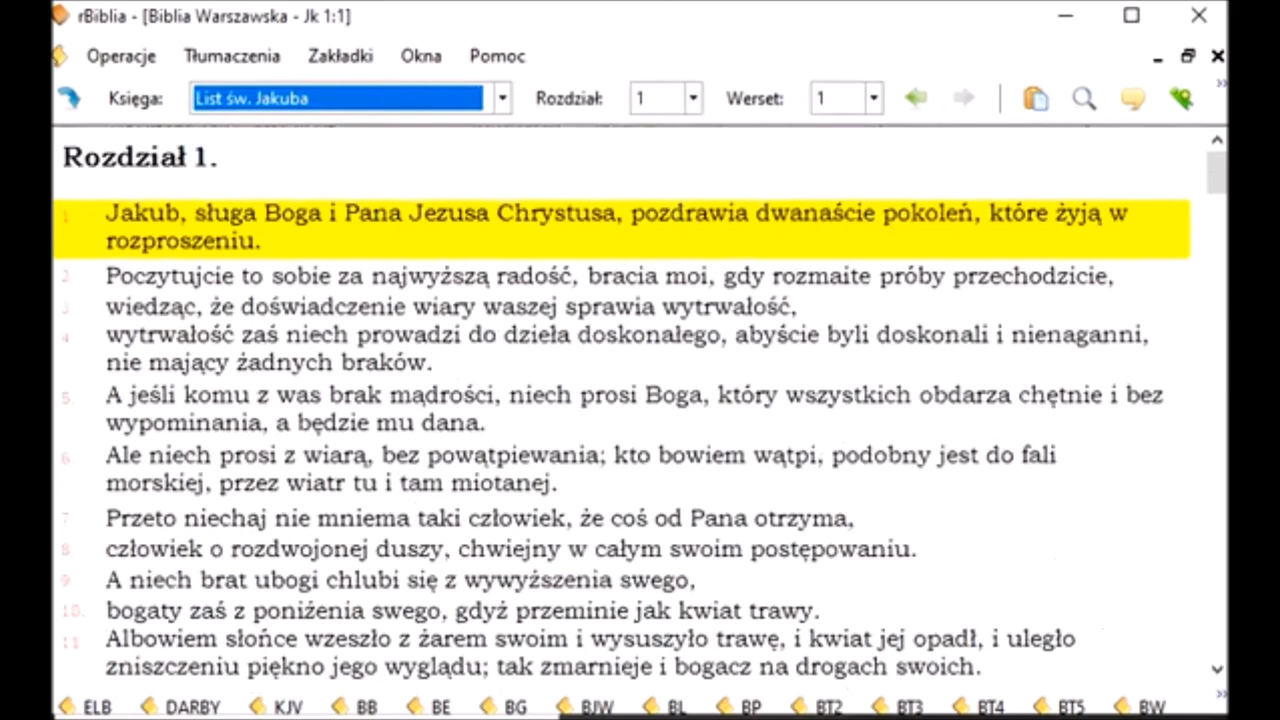 rBiblia - [Biblia Warszawska - Jk 1:1]
Operacje Tłumaczenia Zakładki Okna Pomoc
Księga: List św. Jakuba Rozdział: 1 Werset: 1
Rozdział 1.
1 Jakub, sługa Boga i Pana Jezusa Chrystusa, pozdrawia dwanaście pokoleń, które żyją w
rozproszeniu.
2 Poczytujcie to sobie za najwyższą radość, bracia moi, gdy rozmaite próby przechodzicie,
3 wiedząc, że doświadczenie wiary waszej sprawia wytrwałość,
4 wytrwałość zaś niech prowadzi do dzieła doskonałego, abyście byli doskonali i nienaganni,
nie mający żadnych braków.
5. A jeśli komu z was brak mądrości, niech prosi Boga, który wszystkich obdarza chętnie i bez
wypominania, a będzie mu dana.
6. Ale niech prosi z wiarą, bez powątpiewania; kto bowiem wątpi, podobny jest do fali
morskiej, przez wiatr tu i tam miotanej.
7 Przeto niechaj nie mniema taki człowiek, że coś od Pana otrzyma,
8 człowiek o rozdwojonej duszy, chwiejny w całym swoim postępowaniu.
9 A niech brat ubogi chlubi się z wywyższenia swego,
10. bogaty zaś z poniżenia swego, gdyż przeminie jak kwiat trawy.
11 Albowiem słońce wzeszło z żarem swoim i wysuszyło trawę, i kwiat jej opadł, i uległo
zniszczeniu piękno jego wyglądu; tak zmarnieje i bogacz na drogach swoich.
ELB DARBY KJV BB BE BG BJW BL BP BT2 BT3 BT4 BT5 BW